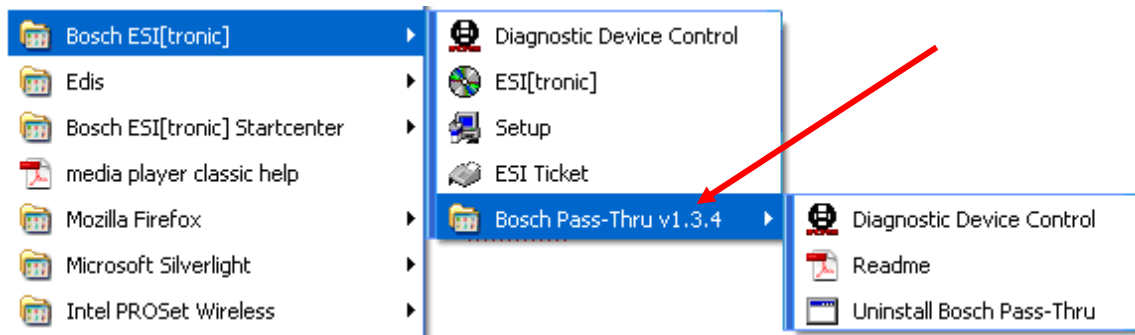 Bosch ESI[tronic]
Edis
Bosch ESI[tronic] Startcenter
media player classic help
Mozilla Firefox
Microsoft Silverlight
Intel PROSet Wireless
Diagnostic Device Control
ESI[tronic]
Setup
ESI Ticket
Bosch Pass-Thru v1.3.4
Diagnostic Device Control
Readme
Uninstall Bosch Pass-Thru